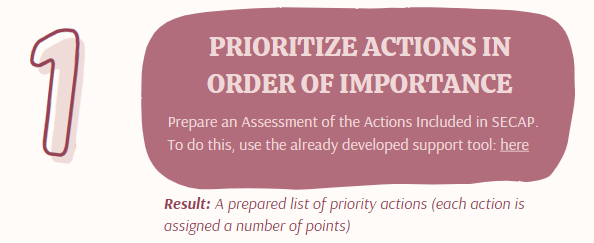 1
PRIORITIZE ACTIONS IN
ORDER OF IMPORTANCE
Prepare an Assessment of the Actions Included in SECAP.
To do this, use the already developed support tool: here
Result: A prepared list of priority actions (each action is
assigned a number of points)